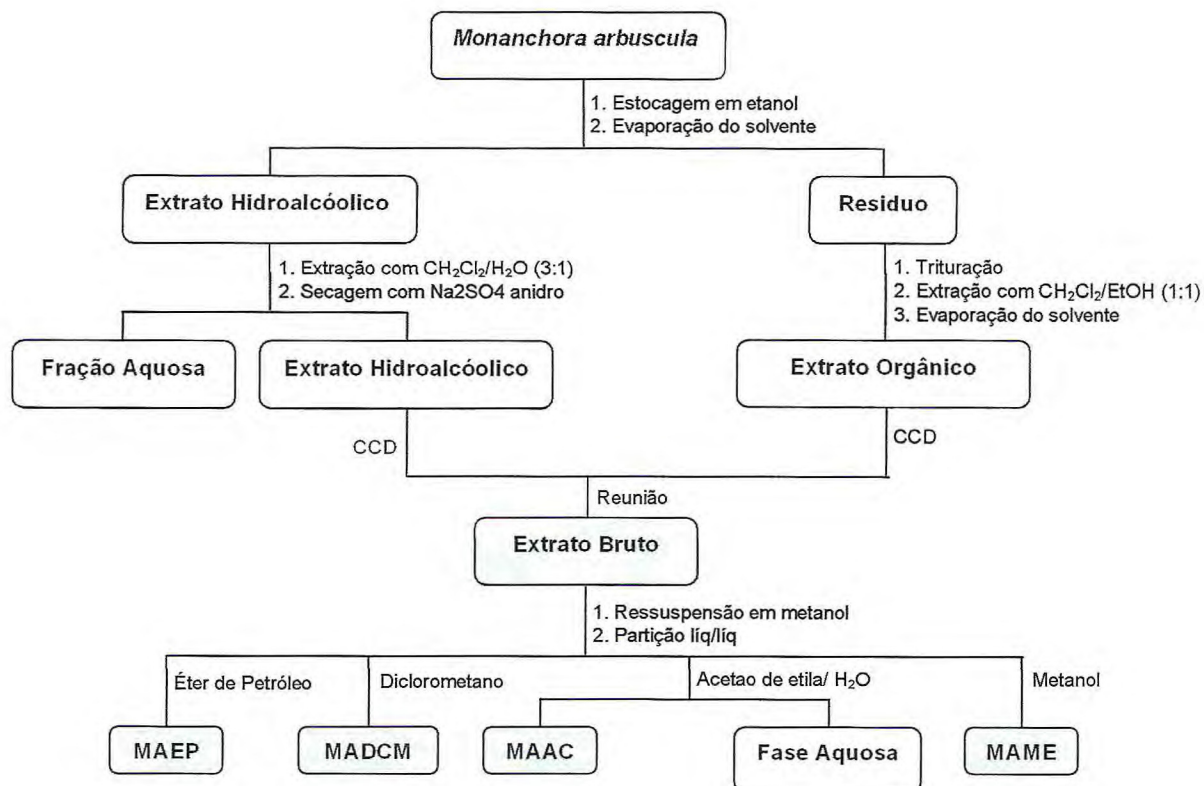 Monanchora arbuscula
1. Estocagem em etanol
2. Evaporação do solvente
Extrato Hidroalcóolico
Residuo
1. Extração com CH₂Cl₂/H₂O (3:1)
2. Secagem com Na2SO4 anidro
1. Trituração
2. Extração com CH₂Cl₂/EtOH (1:1)
3. Evaporação do solvente
Fração Aquosa
Extrato Hidroalcóolico
Extrato Orgânico
CCD
CCD
Reunião
Extrato Bruto
1. Ressuspensão em metanol
2. Partição líq/líq
Éter de Petróleo
Diclorometano
Acetao de etila/ H₂O
Metanol
MAEP
MADCM
MAAC
Fase Aquosa
MAME